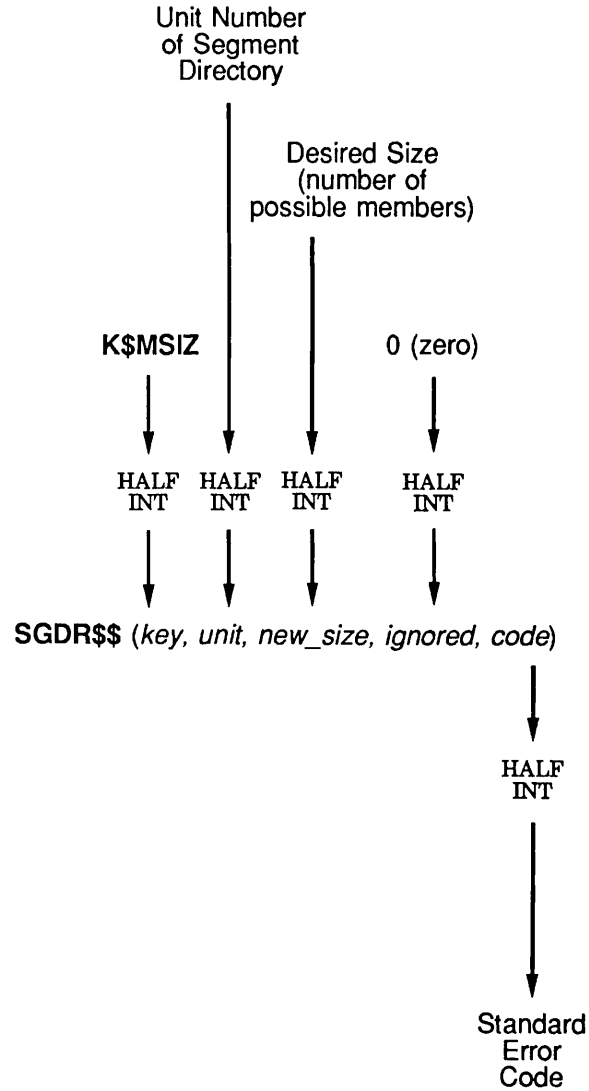 Unit Number
of Segment
Directory
Desired Size
(number of
possible members)
K$MSIZ
0 (zero)
HALF HALF HALF HALF
INT INT INT INT
SGDR$$ (key, unit, new_size, ignored, code)
HALF
INT
Standard
Error
Code